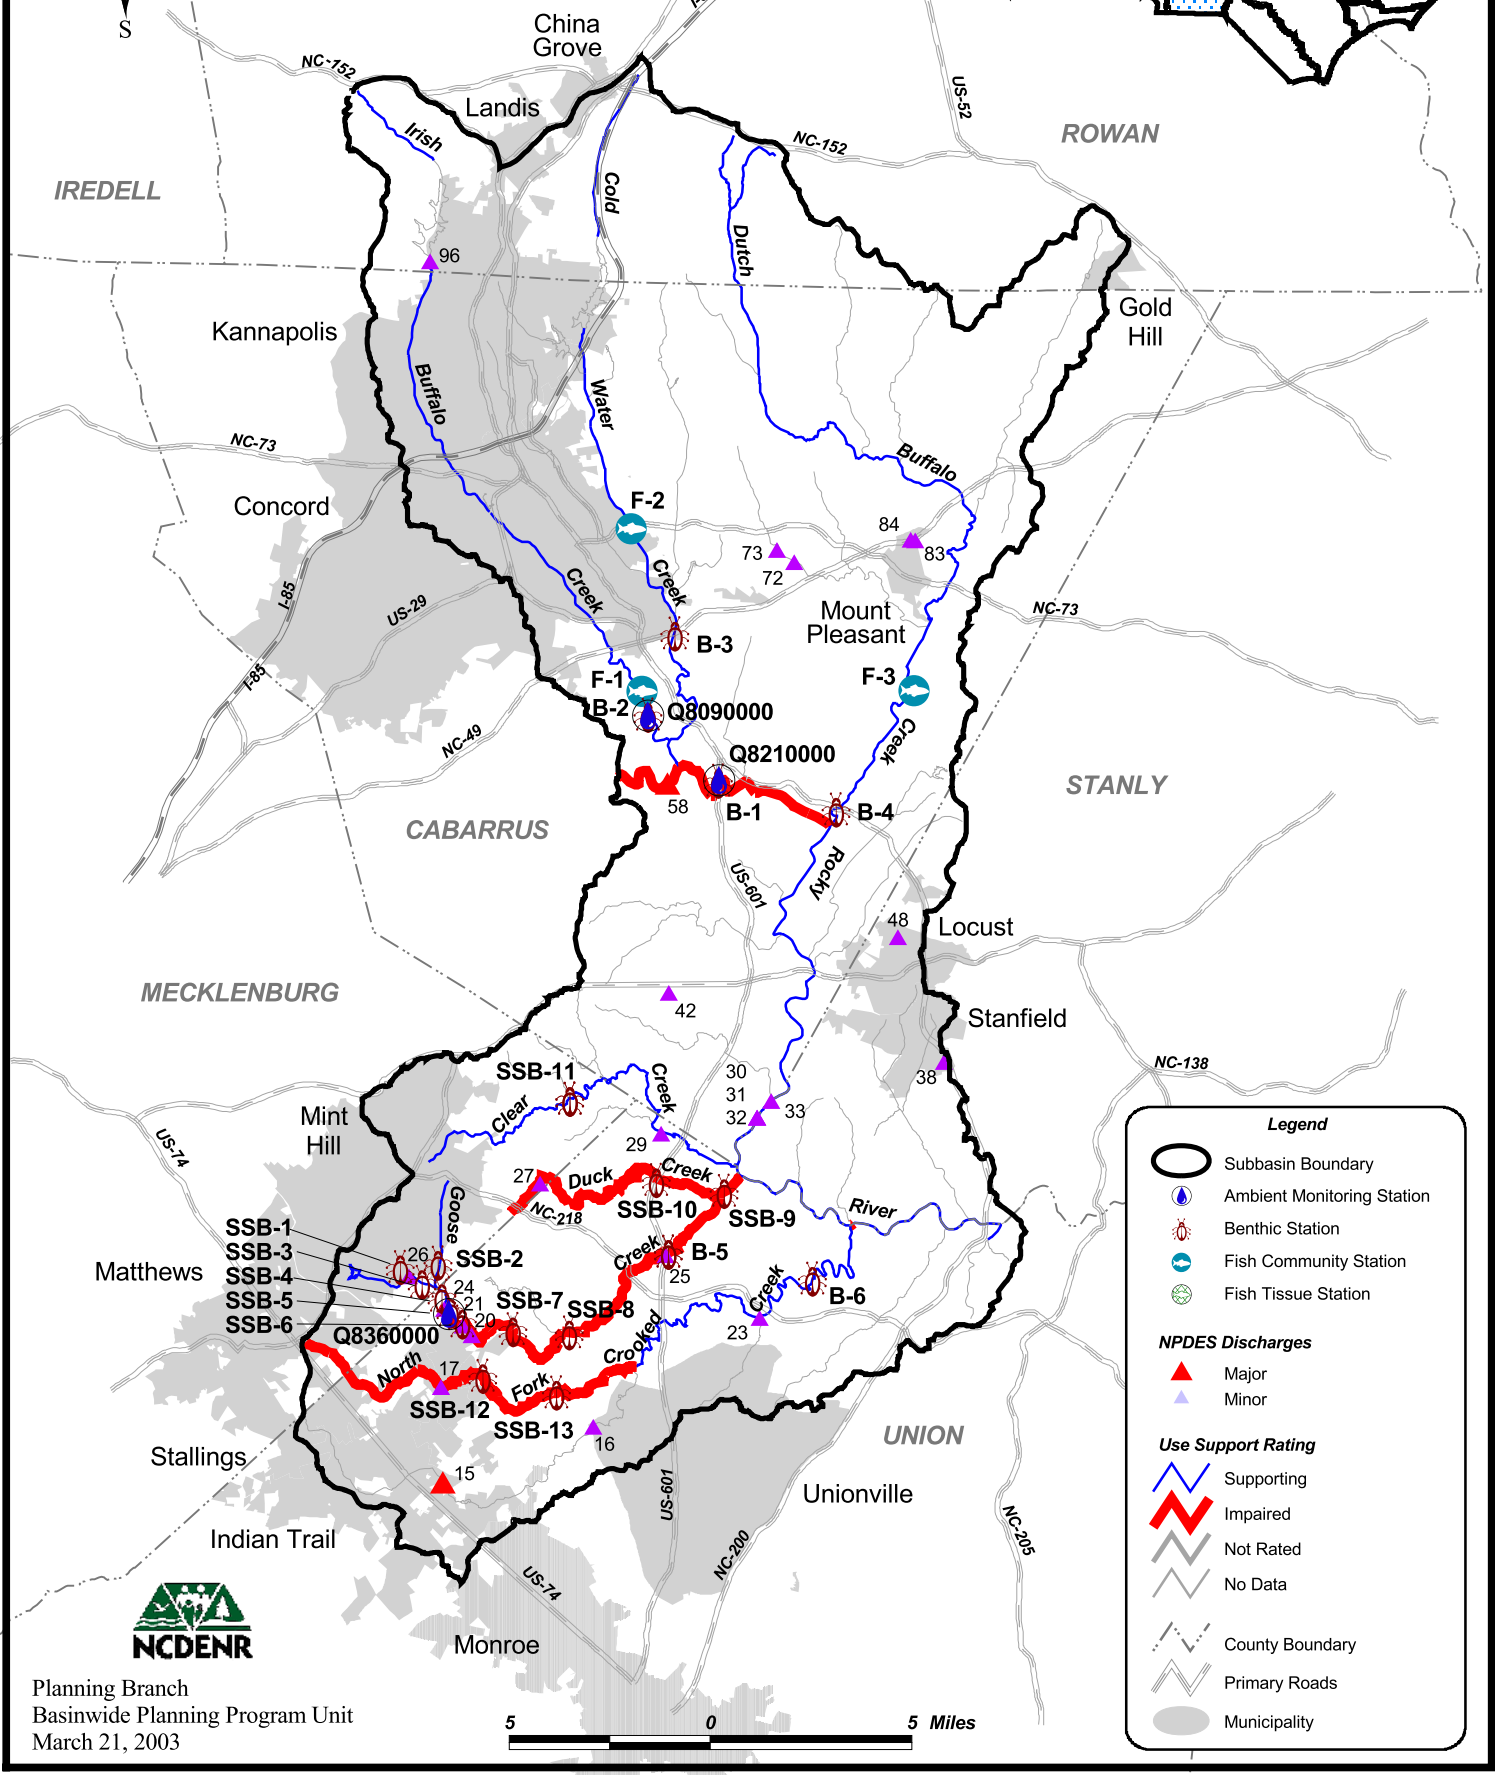 S
China
Grove
I-8
NC-152
US-52
Landis
ROWAN
Irish
NC-152
IREDELL
Cold
Dutch
96
Gold
Hill
Kannapolis
Buffalo
Water
NC-73
Buffalo
Concord
F-2
84
73
83
72
Creek
Creek
I-85
US-29
NC-73
Mount
Pleasant
B-3
I-85
F-1
F-3
B-2
Q8090000
NC-49
Creek
Q8210000
STANLY
58
B-1
B-4
CABARRUS
Rocky
US-601
48
Locust
MECKLENBURG
42
Stanfield
30
SSB-11
Creek
NC-138
38
31
Mint
Hill
Clear
32
33
US-74
29
27
Duck
Creek
Goose
NC-218
SSB-10
SSB-9
River
SSB-1
SSB-3
26
SSB-2
Creek
B-5
Matthews
SSB-4
25
24
Creek
SSB-5
21
SSB-7
SSB-8
B-6
SSB-6
20
Q8360000
23
North
17
Fork
Crooked
SSB-12
SSB-13
16
UNION
Stallings
15
US-601
Unionville
Indian Trail
NC-205
NC-200
US-74
Monroe
NCDENR
Planning Branch
Basinwide Planning Program Unit
March 21, 2003
5 0 5 Miles
Legend
Subbasin Boundary
Ambient Monitoring Station
Benthic Station
Fish Community Station
Fish Tissue Station
NPDES Discharges
Major
Minor
Use Support Rating
Supporting
Impaired
Not Rated
No Data
County Boundary
Primary Roads
Municipality